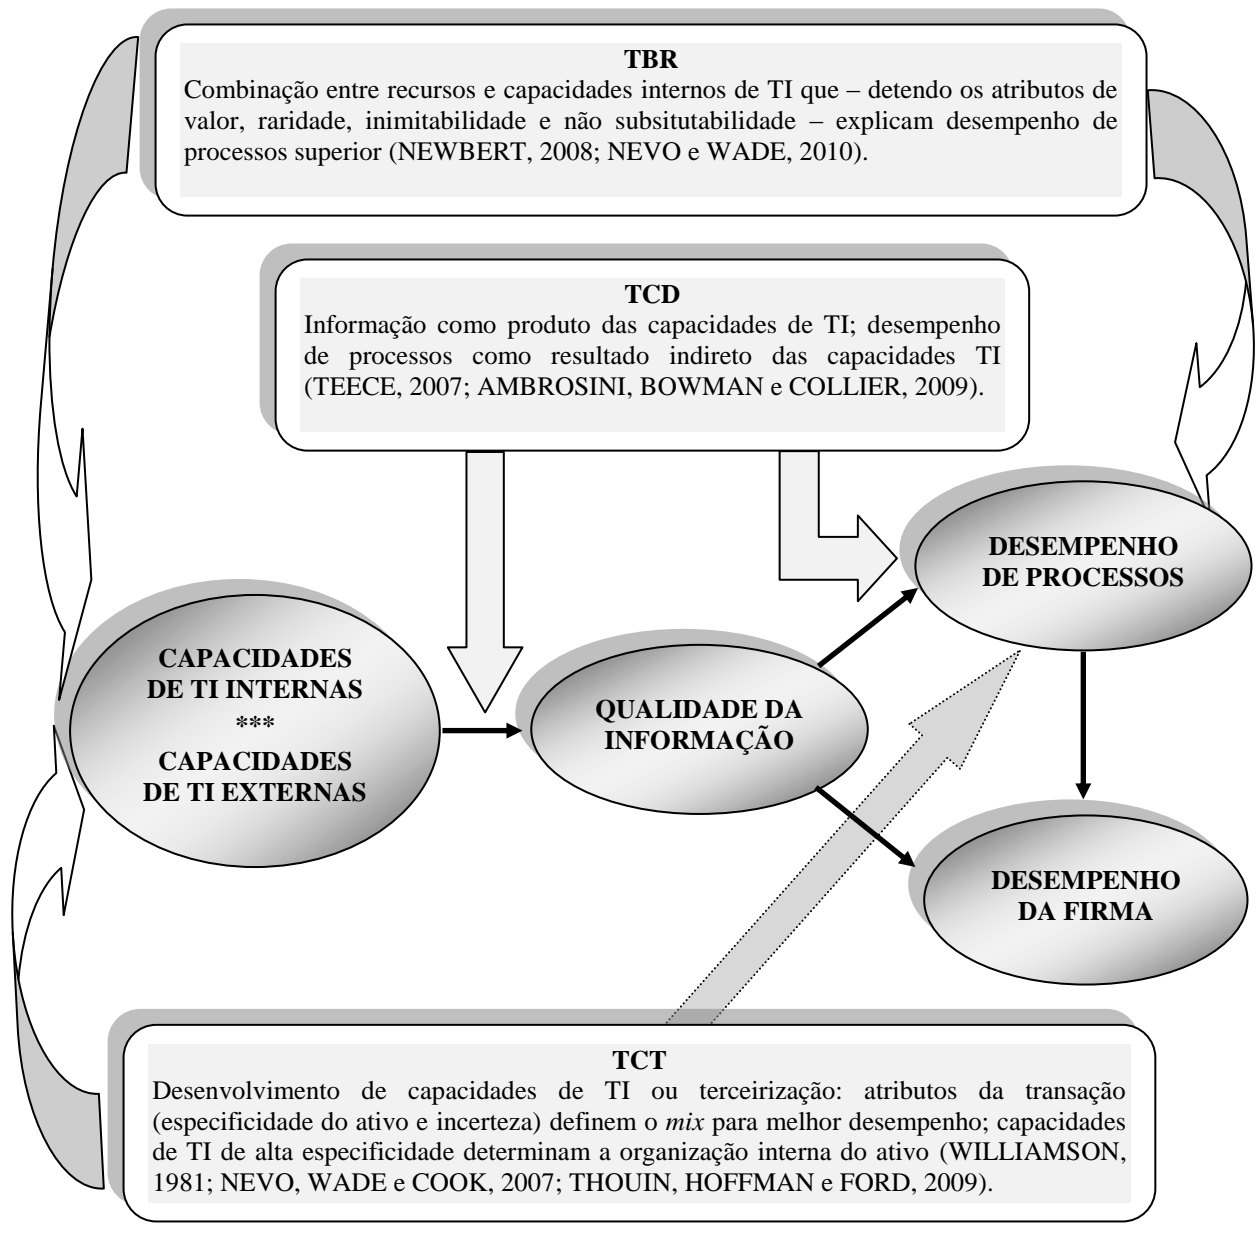 TBR
Combinação entre recursos e capacidades internos de TI que – detendo os atributos de
valor, raridade, inimitabilidade e não subsitutabilidade – explicam desempenho de
processos superior (NEWBERT, 2008; NEVO e WADE, 2010).
TCD
Informação como produto das capacidades de TI; desempenho
de processos como resultado indireto das capacidades TI
(TEECE, 2007; AMBROSINI, BOWMAN e COLLIER, 2009).
DESEMPENHO
DE PROCESSOS
CAPACIDADES
DE TI INTERNAS
***
CAPACIDADES
DE TI EXTERNAS
QUALIDADE DA
INFORMAÇÃO
DESEMPENHO
DA FIRMA
TCT
Desenvolvimento de capacidades de TI ou terceirização: atributos da transação
(especificidade do ativo e incerteza) definem o mix para melhor desempenho; capacidades
de TI de alta especificidade determinam a organização interna do ativo (WILLIAMSON,
1981; NEVO, WADE e COOK, 2007; THOUIN, HOFFMAN e FORD, 2009).